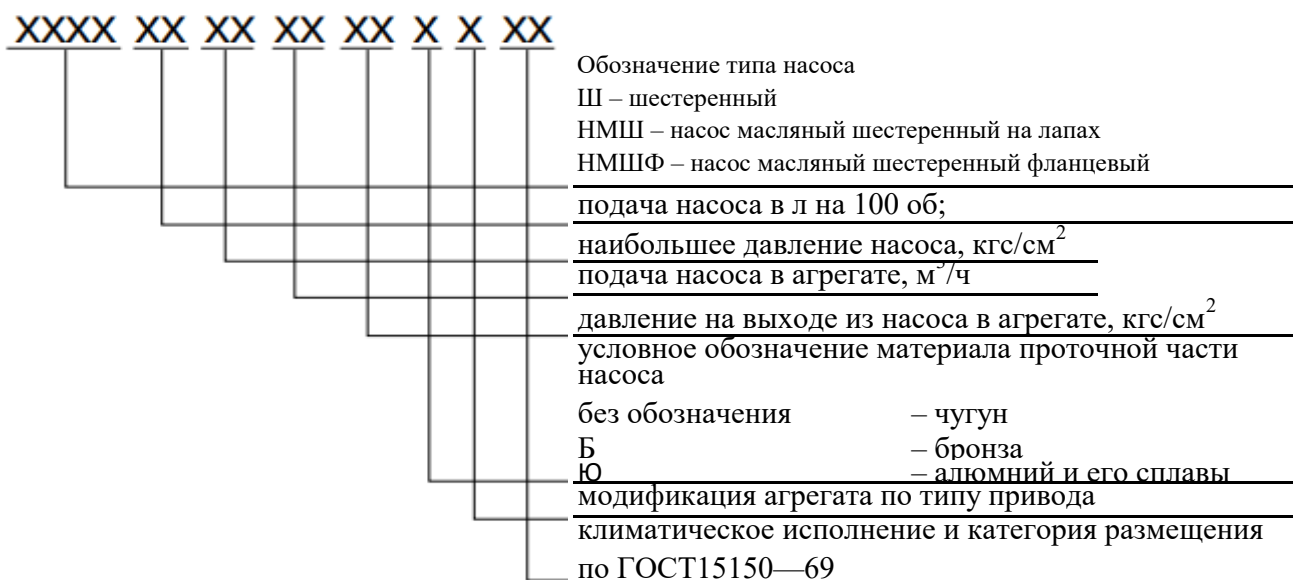 XXXX XX XX XX XX X X XX
Обозначение типа насоса
Ш – шестеренный
НМШ – насос масляный шестеренный на лапах
НМШФ – насос масляный шестеренный фланцевый
подача насоса в л на 100 об;
наибольшее давление насоса, кгс/см²
подача насоса в агрегате, м³/ч
давление на выходе из насоса в агрегате, кгс/см²
условное обозначение материала проточной части
насоса
без обозначения – чугун
Б – бронза
Ю – алюмний и его сплавы
модификация агрегата по типу привода
климатическое исполнение и категория размещения
по ГОСТ15150—69